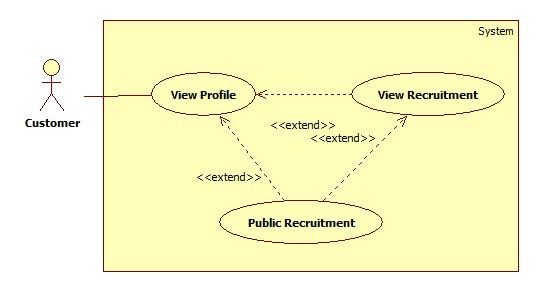 System
View Profile
View Recruitment
Customer
<<extend>>
<<extend>>
<<extend>>
Public Recruitment